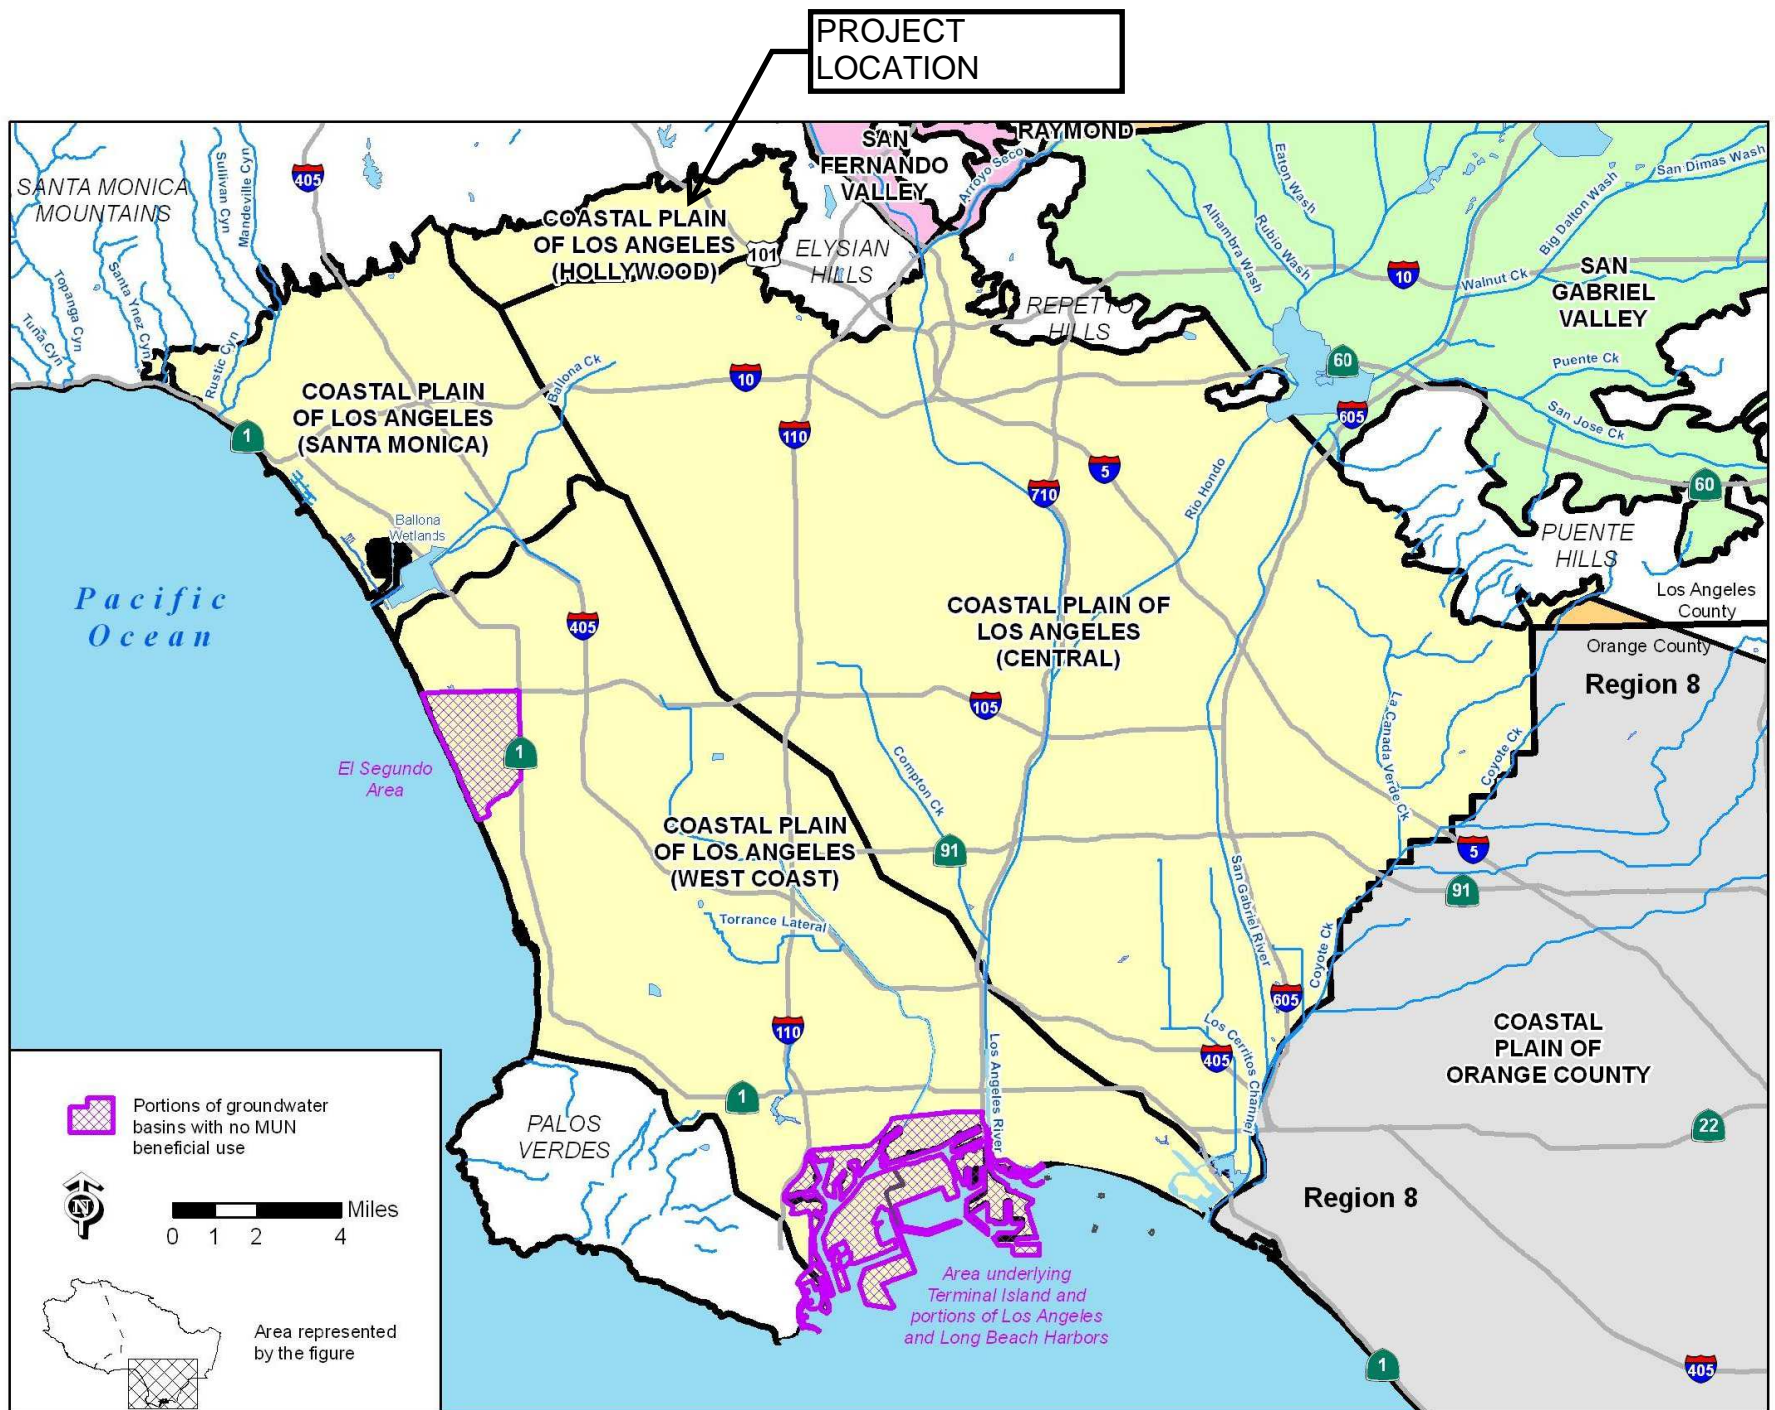 PROJECT
LOCATION
SANTA MONICA
MOUNTAINS
Sullivan Cyn
Mandeville Cyn
405
SAN
FERNANDO
VALLEY
RAYMOND
Arroyo Seco
Eaton Wash
San Dimas Wash
Big Dalton Wash
Alhambra Wash
Rubio Wash
COASTAL PLAIN
OF LOS ANGELES
(HOLLYWOOD)
101
ELYSIAN
HILLS
10
Walnut Ck
SAN
GABRIEL
VALLEY
REPETTO
HILLS
Topanga Cyn
Tuna Cyn
Santa Ynez Cyn
Rustic Cyn
COASTAL PLAIN
OF LOS ANGELES
(SANTA MONICA)
Ballona Ck
10
60
Puente Ck
605
San Jose Ck
1
110
5
710
Rio Hondo
60
Ballona
Wetlands
PUENTE
HILLS
Pacific
Ocean
405
COASTAL PLAIN OF
LOS ANGELES
(CENTRAL)
Los Angeles
County
Orange County
Region 8
105
La Canada Verde Ck
Coyote Ck
El Segundo
Area
1
Compton Ck
COASTAL PLAIN
OF LOS ANGELES
(WEST COAST)
91
5
91
San Gabriel River
Torrance Lateral
Coyote Ck
605
110
Los Angeles River
Los Cerritos Channel
405
COASTAL
PLAIN OF
ORANGE COUNTY
1
22
PALOS
VERDES
Region 8
Portions of groundwater
basins with no MUN
beneficial use
N
Miles
0 1 2 4
Area represented
by the figure
Area underlying
Terminal Island and
portions of Los Angeles
and Long Beach Harbors
1
405